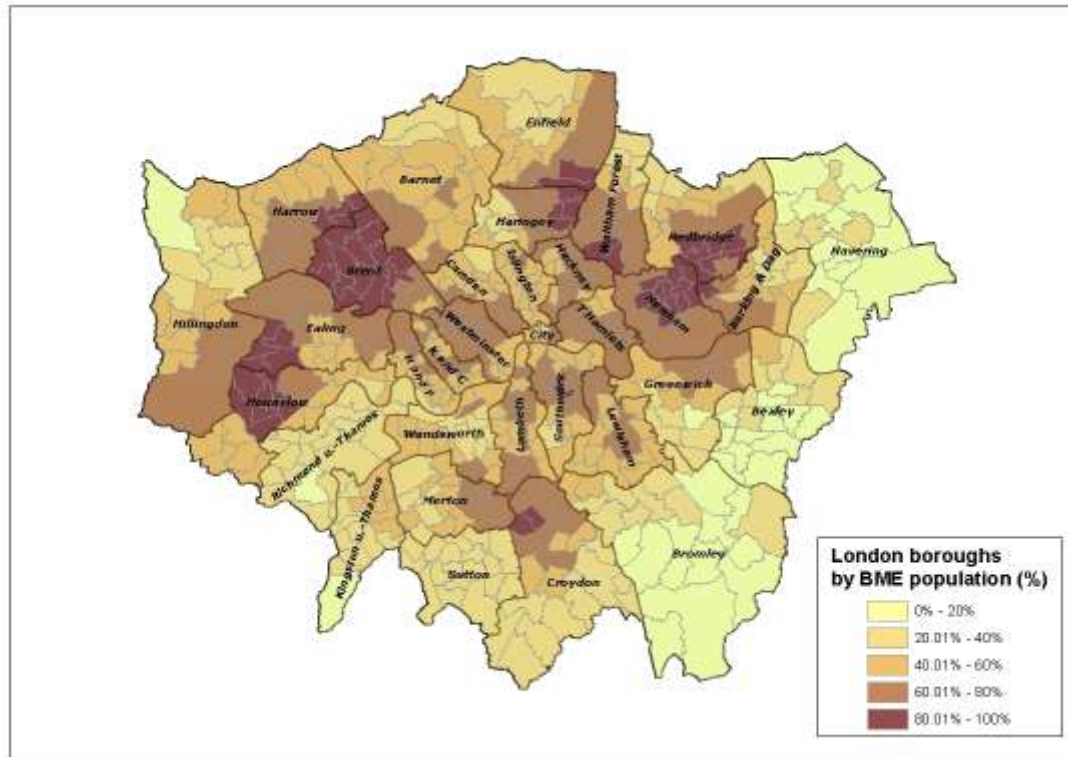 Enfield
Barnet
Harrow
Haringey
Waltham Forest
Redbridge
Havering
Brent
Camden
Islington
Hackney
Newham
Barking & Dag.
Hillingdon
Ealing
Westminster
T Hamlets
City
K and C
Hounslow
Greenwich
Bexley
Southwark
Lambeth
Lewisham
Wandsworth
Richmond u.-Thames
Merton
Kingston u.-Thames
Bromley
Sutton
Croydon
London boroughs
by BME population (%)
0% - 20%
20.01% - 40%
40.01% - 60%
60.01% - 80%
80.01% - 100%